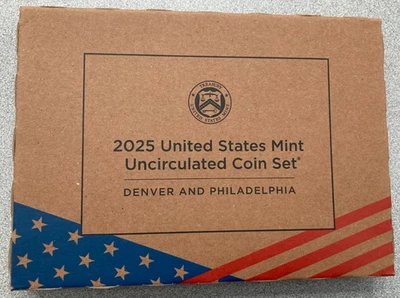 2025 United States Mint
Uncirculated Coin Set®
DENVER AND PHILADELPHIA